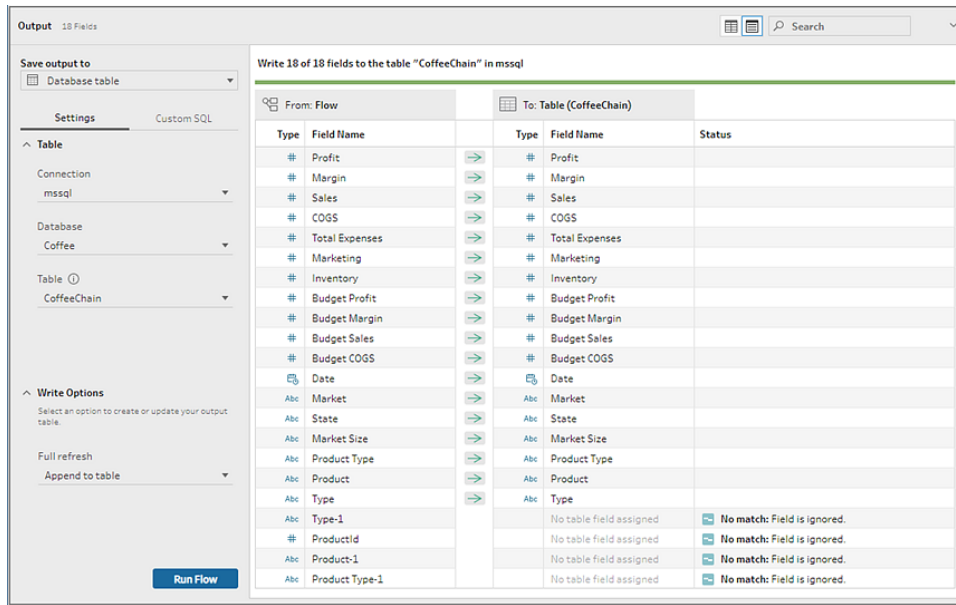 Output 18 Fields
Search
Save output to
Database table
Settings Custom SQL
Table
Connection
mssql
Database
Coffee
Table
CoffeeChain
Write Options
Select an option to create or update your output
table.
Full refresh
Append to table
Run Flow
Write 18 of 18 fields to the table "CoffeeChain" in mssql
From: Flow To: Table (CoffeeChain)
Type Field Name Type Field Name Status
# Profit # Profit
# Margin # Margin
# Sales # Sales
# COGS # COGS
# Total Expenses # Total Expenses
# Marketing # Marketing
# Inventory # Inventory
# Budget Profit # Budget Profit
# Budget Margin # Budget Margin
# Budget Sales # Budget Sales
# Budget COGS # Budget COGS
Date Date
Abc Market Abc Market
Abc State Abc State
Abc Market Size Abc Market Size
Abc Product Type Abc Product Type
Abc Product Abc Product
Abc Type Abc Type
Abc Type-1 No table field assigned No match: Field is ignored.
# ProductId No table field assigned No match: Field is ignored.
Abc Product-1 No table field assigned No match: Field is ignored.
Abc Product Type-1 No table field assigned No match: Field is ignored.